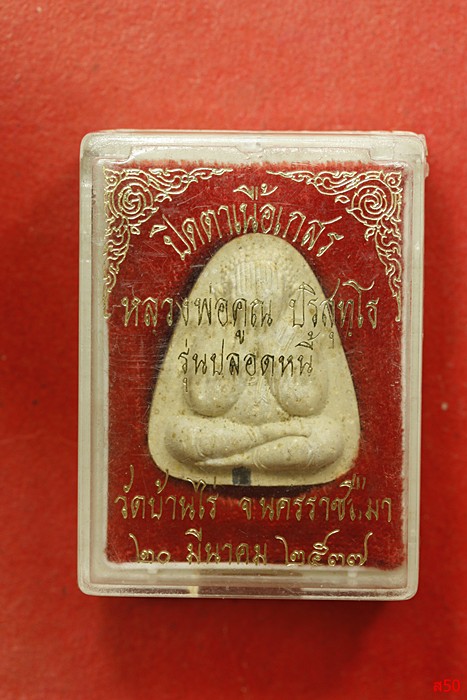 ปิดตาเนื้อเกสร
หลวงพ่อคูณ ปริสุทฺโธ
รุ่นปลอดหนี้
วัดบ้านไร่ จ.นครราชสีมา
๒๐ มีนาคม ๒๕๓๗
ส59